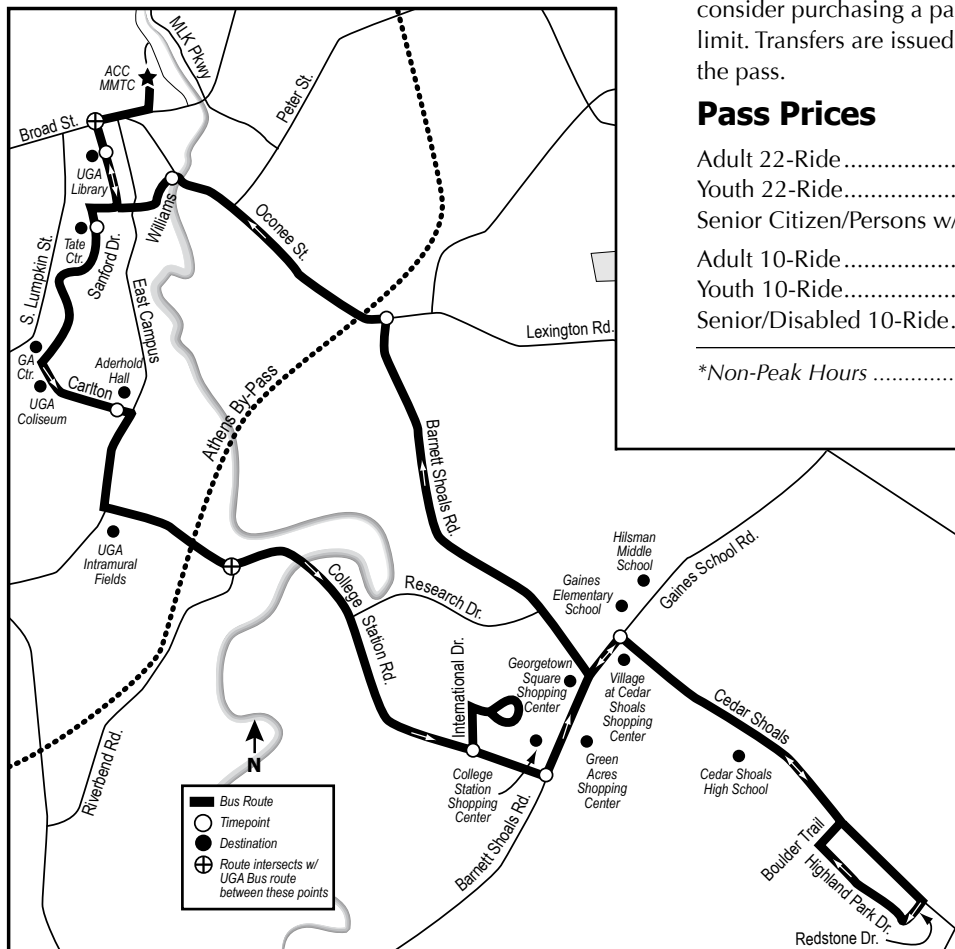 consider purchasing a pa
limit. Transfers are issued
the pass.
Pass Prices
Adult 22-Ride....................
Youth 22-Ride..................
Senior Citizen/Persons w/
Adult 10-Ride....................
Youth 10-Ride..................
Senior/Disabled 10-Ride.
*Non-Peak Hours ..............
ACC
MMTC
MLK Pkwy
Peter St.
Broad St.
UGA
Library
Williams
Oconee St.
Tate
Ctr.
Sanford Dr.
S. Lumpkin St.
East Campus
Lexington Rd.
GA
Ctr.
Carlton
Aderhold
Hall
UGA
Coliseum
Athens By-Pass
Barnett Shoals Rd.
UGA
Intramural
Fields
College
Station Rd.
Research Dr.
Hilsman
Middle
School
Gaines
Elementary
School
Gaines School Rd.
International Dr.
Georgetown
Square
Shopping
Center
Village
at Cedar
Shoals
Shopping
Center
Cedar Shoals
Riverbend Rd.
N
College
Station
Shopping
Center
Green
Acres
Shopping
Center
Cedar Shoals
High School
Barnett Shoals Rd.
Boulder Trail
Highland Park Dr.
Redstone Dr.
Bus Route
Timepoint
Destination
Route intersects w/
UGA Bus route
between these points